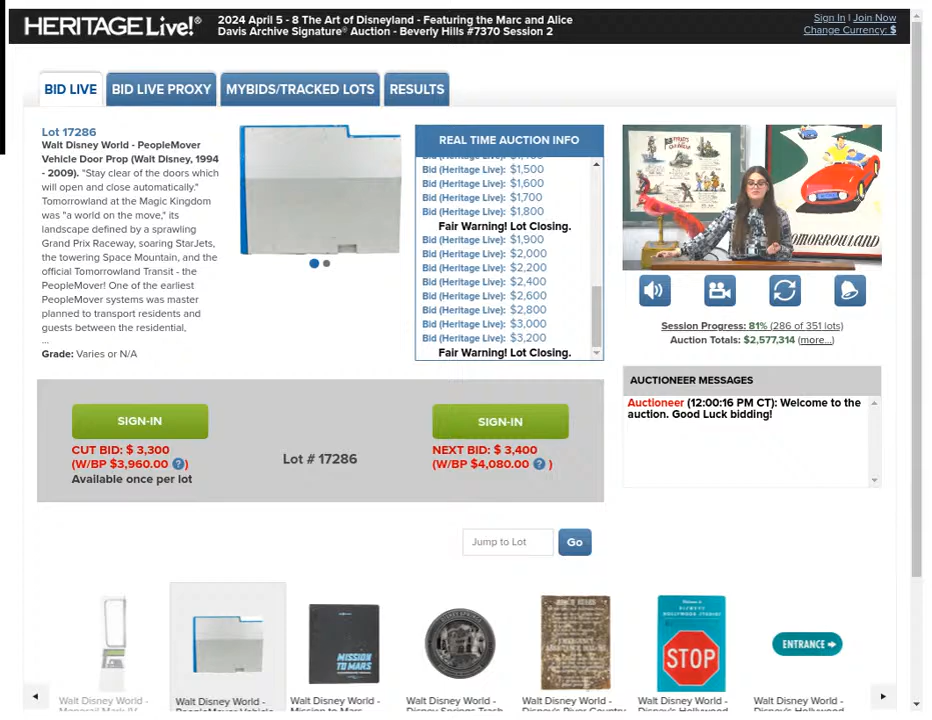 HERITAGE Live!®
2024 April 5 - 8 The Art of Disneyland - Featuring the Marc and Alice
Davis Archive Signature® Auction - Beverly Hills #7370 Session 2
Sign In | Join Now
Change Currency: $
BID LIVE
BID LIVE PROXY
MYBIDS/TRACKED LOTS
RESULTS
Lot 17286
Walt Disney World - PeopleMover
Vehicle Door Prop (Walt Disney, 1994
- 2009). "Stay clear of the doors which
will open and close automatically."
Tomorrowland at the Magic Kingdom
was "a world on the move," its
landscape defined by a sprawling
Grand Prix Raceway, soaring StarJets,
the towering Space Mountain, and the
official Tomorrowland Transit - the
PeopleMover! One of the earliest
PeopleMover systems was master
planned to transport residents and
guests between the residential,
...
Grade: Varies or N/A
REAL TIME AUCTION INFO
Bid (Heritage Live):
Bid (Heritage Live): $1,500
Bid (Heritage Live): $1,600
Bid (Heritage Live): $1,700
Bid (Heritage Live): $1,800
Fair Warning! Lot Closing.
Bid (Heritage Live): $1,900
Bid (Heritage Live): $2,000
Bid (Heritage Live): $2,200
Bid (Heritage Live): $2,400
Bid (Heritage Live): $2,600
Bid (Heritage Live): $2,800
Bid (Heritage Live): $3,000
Bid (Heritage Live): $3,200
Fair Warning! Lot Closing.
TOMORROWLAND
Session Progress: 81% (286 of 351 lots)
Auction Totals: $2,577,314 (more...)
AUCTIONEER MESSAGES
Auctioneer (12:00:16 PM CT): Welcome to the
auction. Good Luck bidding!
SIGN-IN
CUT BID: $ 3,300
(W/BP $3,960.00 ?)
Available once per lot
Lot # 17286
SIGN-IN
NEXT BID: $ 3,400
(W/BP $4,080.00 ? )
Jump to Lot
Go
MISSION
TO MARS
STOP
ENTRANCE
Walt Disney World -
Walt Disney World -
Walt Disney World -
Walt Disney World -
Walt Disney World -
Walt Disney World -
Walt Disney World -
Monorail Mark IV
PeopleMover Vehicle
Mission to Mars
Disney Springs Trash
Disney's River Country
Disney's Hollywood
Disney's Hollywood